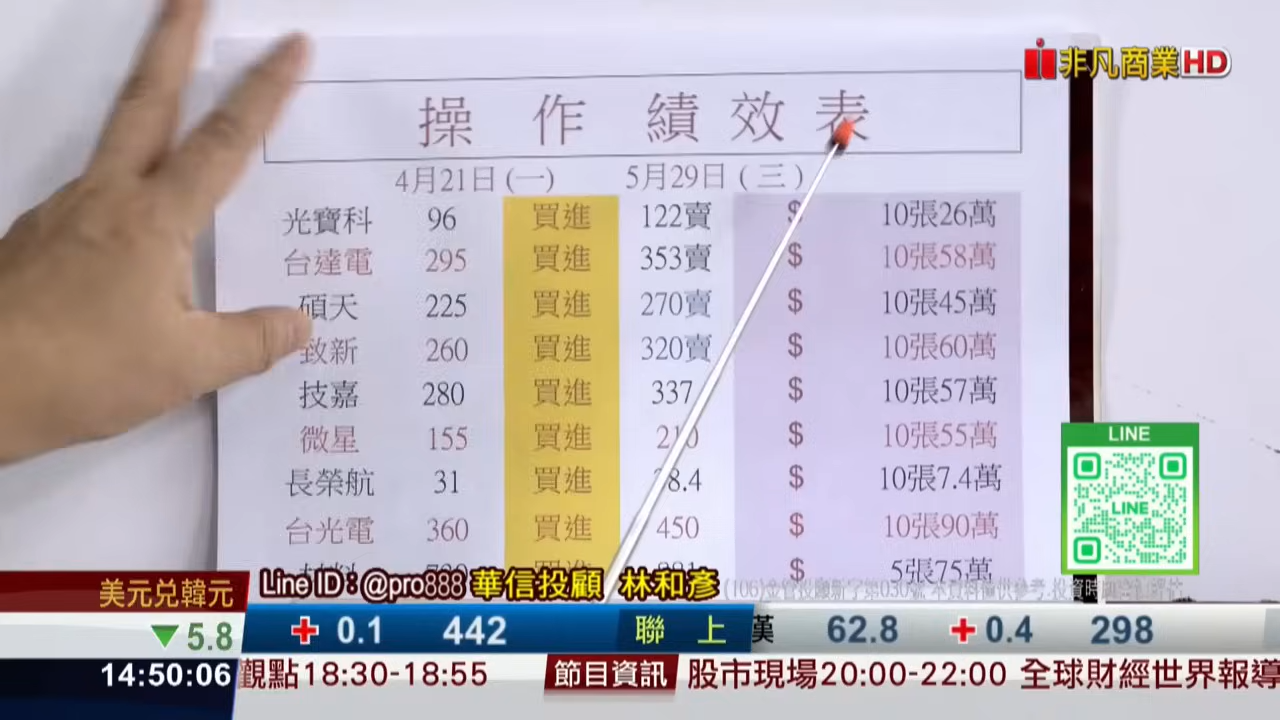 非凡商業HD
操作績效表
4月21日(一) 5月29日(三)
光寶科 96 買進 122賣 $ 10張26萬
台達電 295 買進 353賣 $ 10張58萬
碩天 225 買進 270賣 $ 10張45萬
致新 260 買進 320賣 $ 10張60萬
技嘉 280 買進 337 $ 10張57萬
微星 155 買進 210 $ 10張55萬
長榮航 31 買進 8.4 $ 10張7.4萬
台光電 360 買進 450 $ 10張90萬
$ 5張75萬
LINE
LINE
美元兌韓元
▼5.8
Line ID:@pro888 華信投顧 林和彥
+0.1 442 聯上 漢 62.8 +0.4 298
14:50:06
觀點18:30-18:55 節目資訊 股市現場20:00-22:00 全球財經世界報導